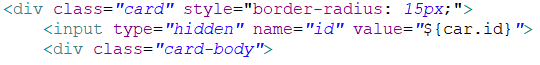 <div class="card" style="border-radius: 15px;">
<input type="hidden" name="id" value="${car.id}">
<div class="card-body">